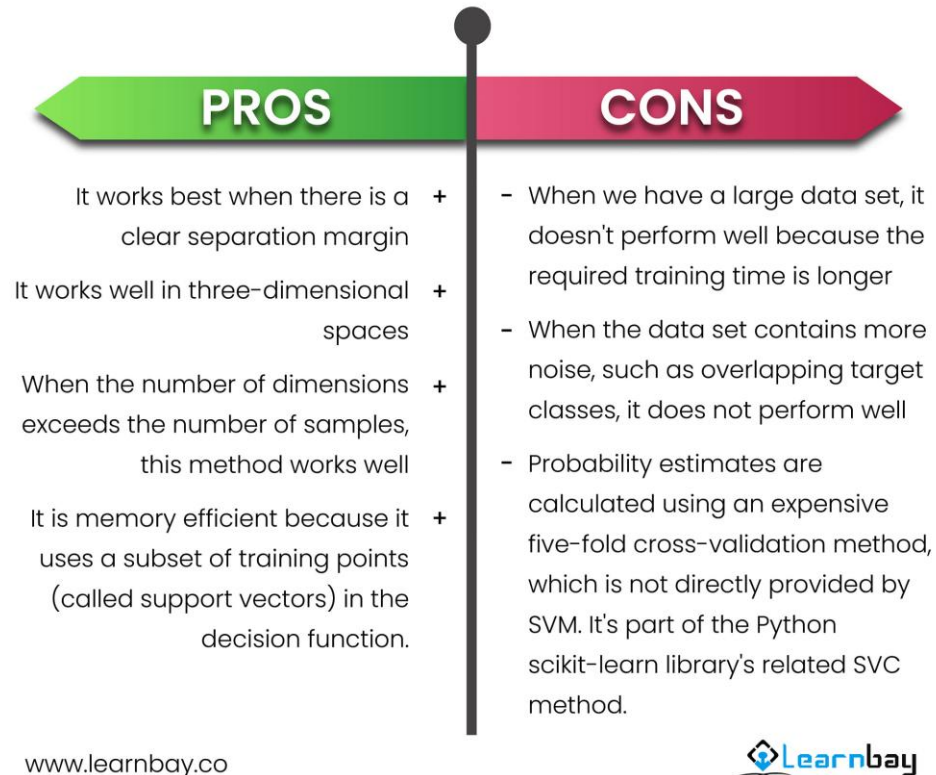 PROS
It works best when there is a +
clear separation margin
It works well in three-dimensional +
spaces
When the number of dimensions +
exceeds the number of samples,
this method works well
It is memory efficient because it +
uses a subset of training points
(called support vectors) in the
decision function.
CONS
- When we have a large data set, it
doesn't perform well because the
required training time is longer
- When the data set contains more
noise, such as overlapping target
classes, it does not perform well
- Probability estimates are
calculated using an expensive
five-fold cross-validation method,
which is not directly provided by
SVM. It's part of the Python
scikit-learn library's related SVC
method.
www.learnbay.co
Learnbay